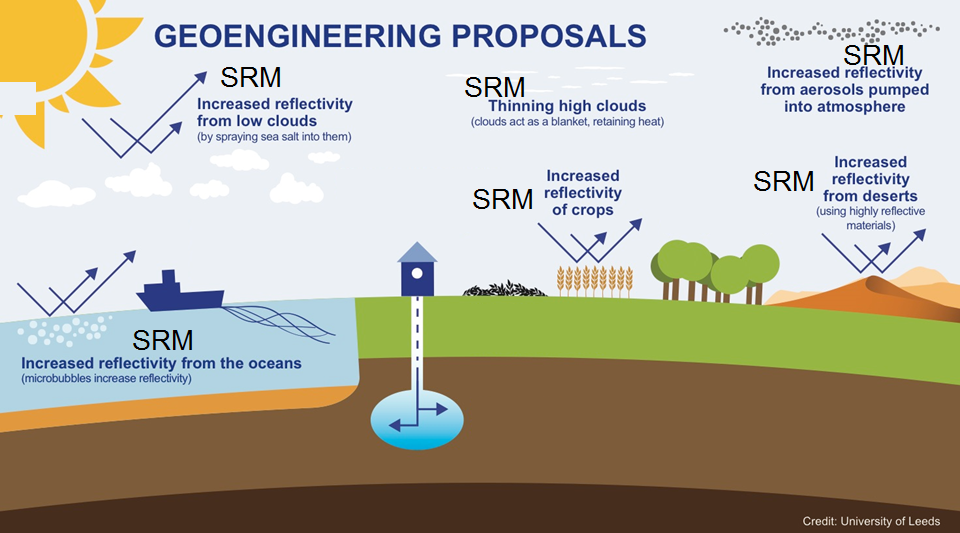 GEOENGINEERING PROPOSALS
SRM
Increased reflectivity
from low clouds
(by spraying sea salt into them)
SRM
Thinning high clouds
(clouds act as a blanket, retaining heat)
SRM
Increased reflectivity
from aerosols pumped
into atmosphere
SRM
Increased
reflectivity
of crops
SRM
Increased
reflectivity
from deserts
(using highly reflective
materials)
SRM
Increased reflectivity from the oceans
(microbubbles increase reflectivity)
Credit: University of Leeds